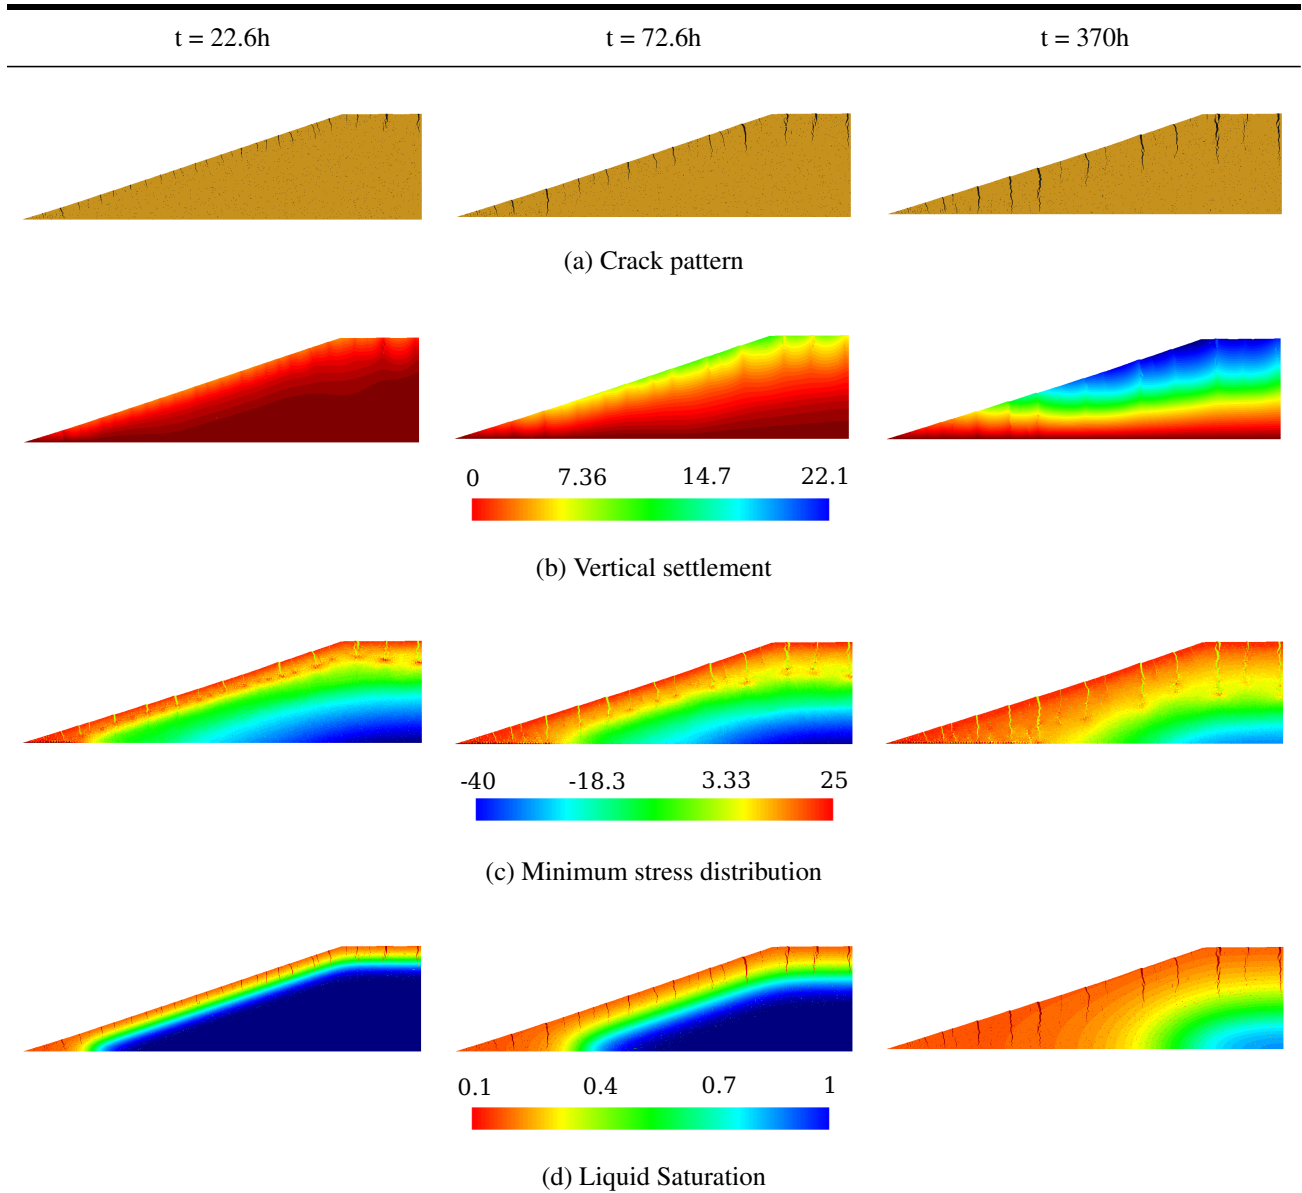 t = 22.6h t = 72.6h t = 370h
(a) Crack pattern
0 7.36 14.7 22.1
(b) Vertical settlement
-40 -18.3 3.33 25
(c) Minimum stress distribution
0.1 0.4 0.7 1
(d) Liquid Saturation